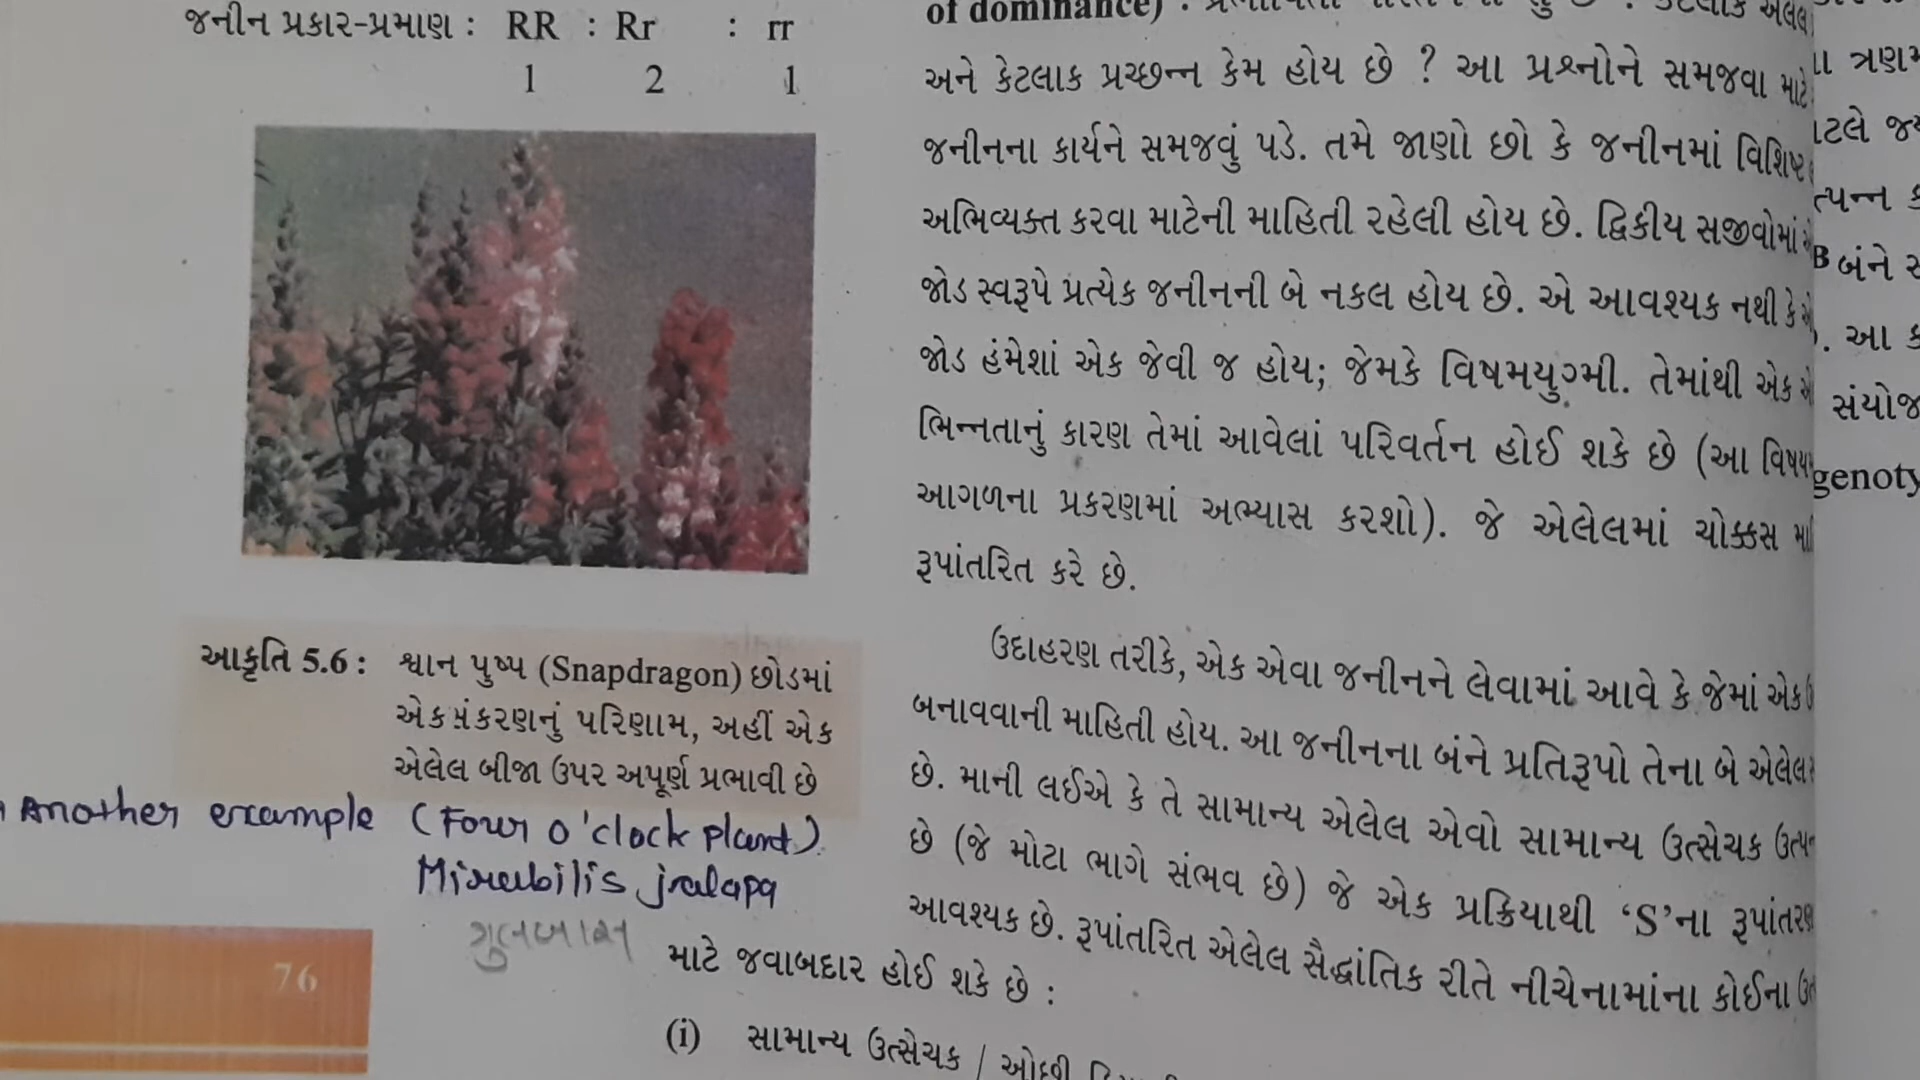 જનીન પ્રકાર-પ્રમાણ : RR : Rr : rr
1 2 1
આકૃતિ 5.6 : શ્વાન પુષ્પ (Snapdragon) છોડમાં
એકસંકરણનું પરિણામ, અહીં એક
એલેલ બીજા ઉપર અપૂર્ણ પ્રભાવી છે
Another example (Four o'clock plant)
Mirabilis jalapa
ગુલબાસ
76
of dominance) :
અને કેટલાક પ્રચ્છન્ન કેમ હોય છે ? આ પ્રશ્નોને સમજવા માટે
જનીનના કાર્યને સમજવું પડે. તમે જાણો છો કે જનીનમાં વિશિષ્ટ
અભિવ્યક્ત કરવા માટેની માહિતી રહેલી હોય છે. દ્વિકીય સજીવોમાં
જોડ સ્વરૂપે પ્રત્યેક જનીનની બે નકલ હોય છે. એ આવશ્યક નથી કે
જોડ હંમેશાં એક જેવી જ હોય; જેમકે વિષમયુગ્મી. તેમાંથી એક
ભિન્નતાનું કારણ તેમાં આવેલાં પરિવર્તન હોઈ શકે છે (આ વિષય
આગળના પ્રકરણમાં અભ્યાસ કરશો). જે એલેલમાં ચોક્કસ મા
રૂપાંતરિત કરે છે.
ઉદાહરણ તરીકે, એક એવા જનીનને લેવામાં આવે કે જેમાં એક
બનાવવાની માહિતી હોય. આ જનીનના બંને પ્રતિરૂપો તેના બે એલેલ
છે. માની લઈએ કે તે સામાન્ય એલેલ એવો સામાન્ય ઉત્સેચક
છે (જે મોટા ભાગે સંભવ છે) જે એક પ્રક્રિયાથી ‘S’ના રૂપાંતરણ
આવશ્યક છે. રૂપાંતરિત એલેલ સૈદ્ધાંતિક રીતે નીચેનામાંના કોઈના
માટે જવાબદાર હોઈ શકે છે :
(i) સામાન્ય ઉત્સેચક / ઓછી
ત્રણમ
ટલે જ
ત્પન્ન
B બંને
. આ
સંયોજ
genoty